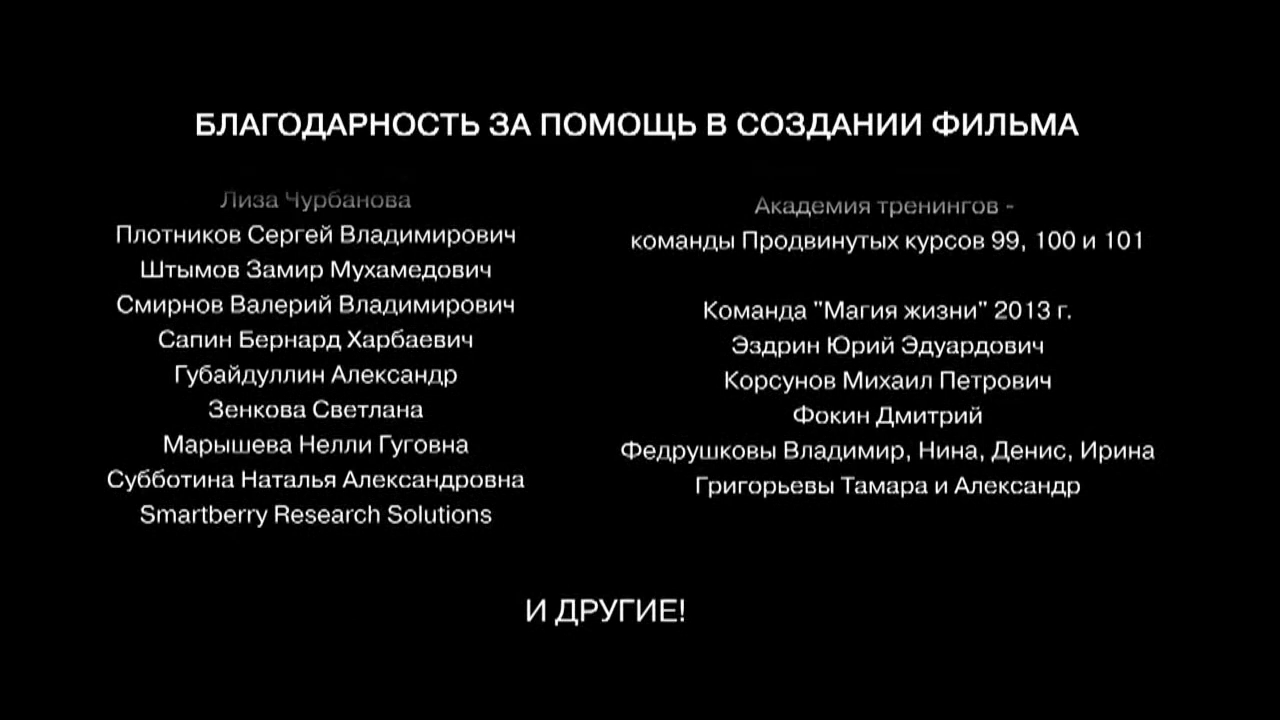 БЛАГОДАРНОСТЬ ЗА ПОМОЩЬ В СОЗДАНИИ ФИЛЬМА
Лиза Чурбанова
Плотников Сергей Владимирович
Штымов Замир Мухамедович
Смирнов Валерий Владимирович
Сапин Бернард Харбаевич
Губайдуллин Александр
Зенкова Светлана
Марышева Нелли Гуговна
Субботина Наталья Александровна
Smartberry Research Solutions
Академия тренингов -
команды Продвинутых курсов 99, 100 и 101
Команда "Магия жизни" 2013 г.
Эздрин Юрий Эдуардович
Корсунов Михаил Петрович
Фокин Дмитрий
Федрушковы Владимир, Нина, Денис, Ирина
Григорьевы Тамара и Александр
И ДРУГИЕ!